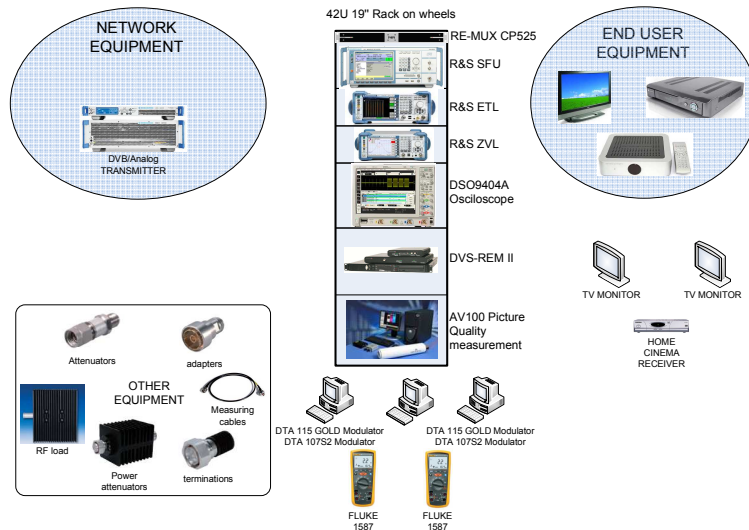 42U 19" Rack on wheels
NETWORK
EQUIPMENT
DVB/Analog
TRANSMITTER
RE-MUX CP525
R&S SFU
R&S ETL
R&S ZVL
DSO9404A
Osciloscope
DVS-REM II
AV100 Picture
Quality
measurement
END USER
EQUIPMENT
TV MONITOR
TV MONITOR
HOME
CINEMA
RECEIVER
Attenuators
adapters
OTHER
EQUIPMENT
Measuring
cables
RF load
Power
attenuators
terminations
DTA 115 GOLD Modulator
DTA 107S2 Modulator
DTA 115 GOLD Modulator
DTA 107S2 Modulator
FLUKE
1587
FLUKE
1587